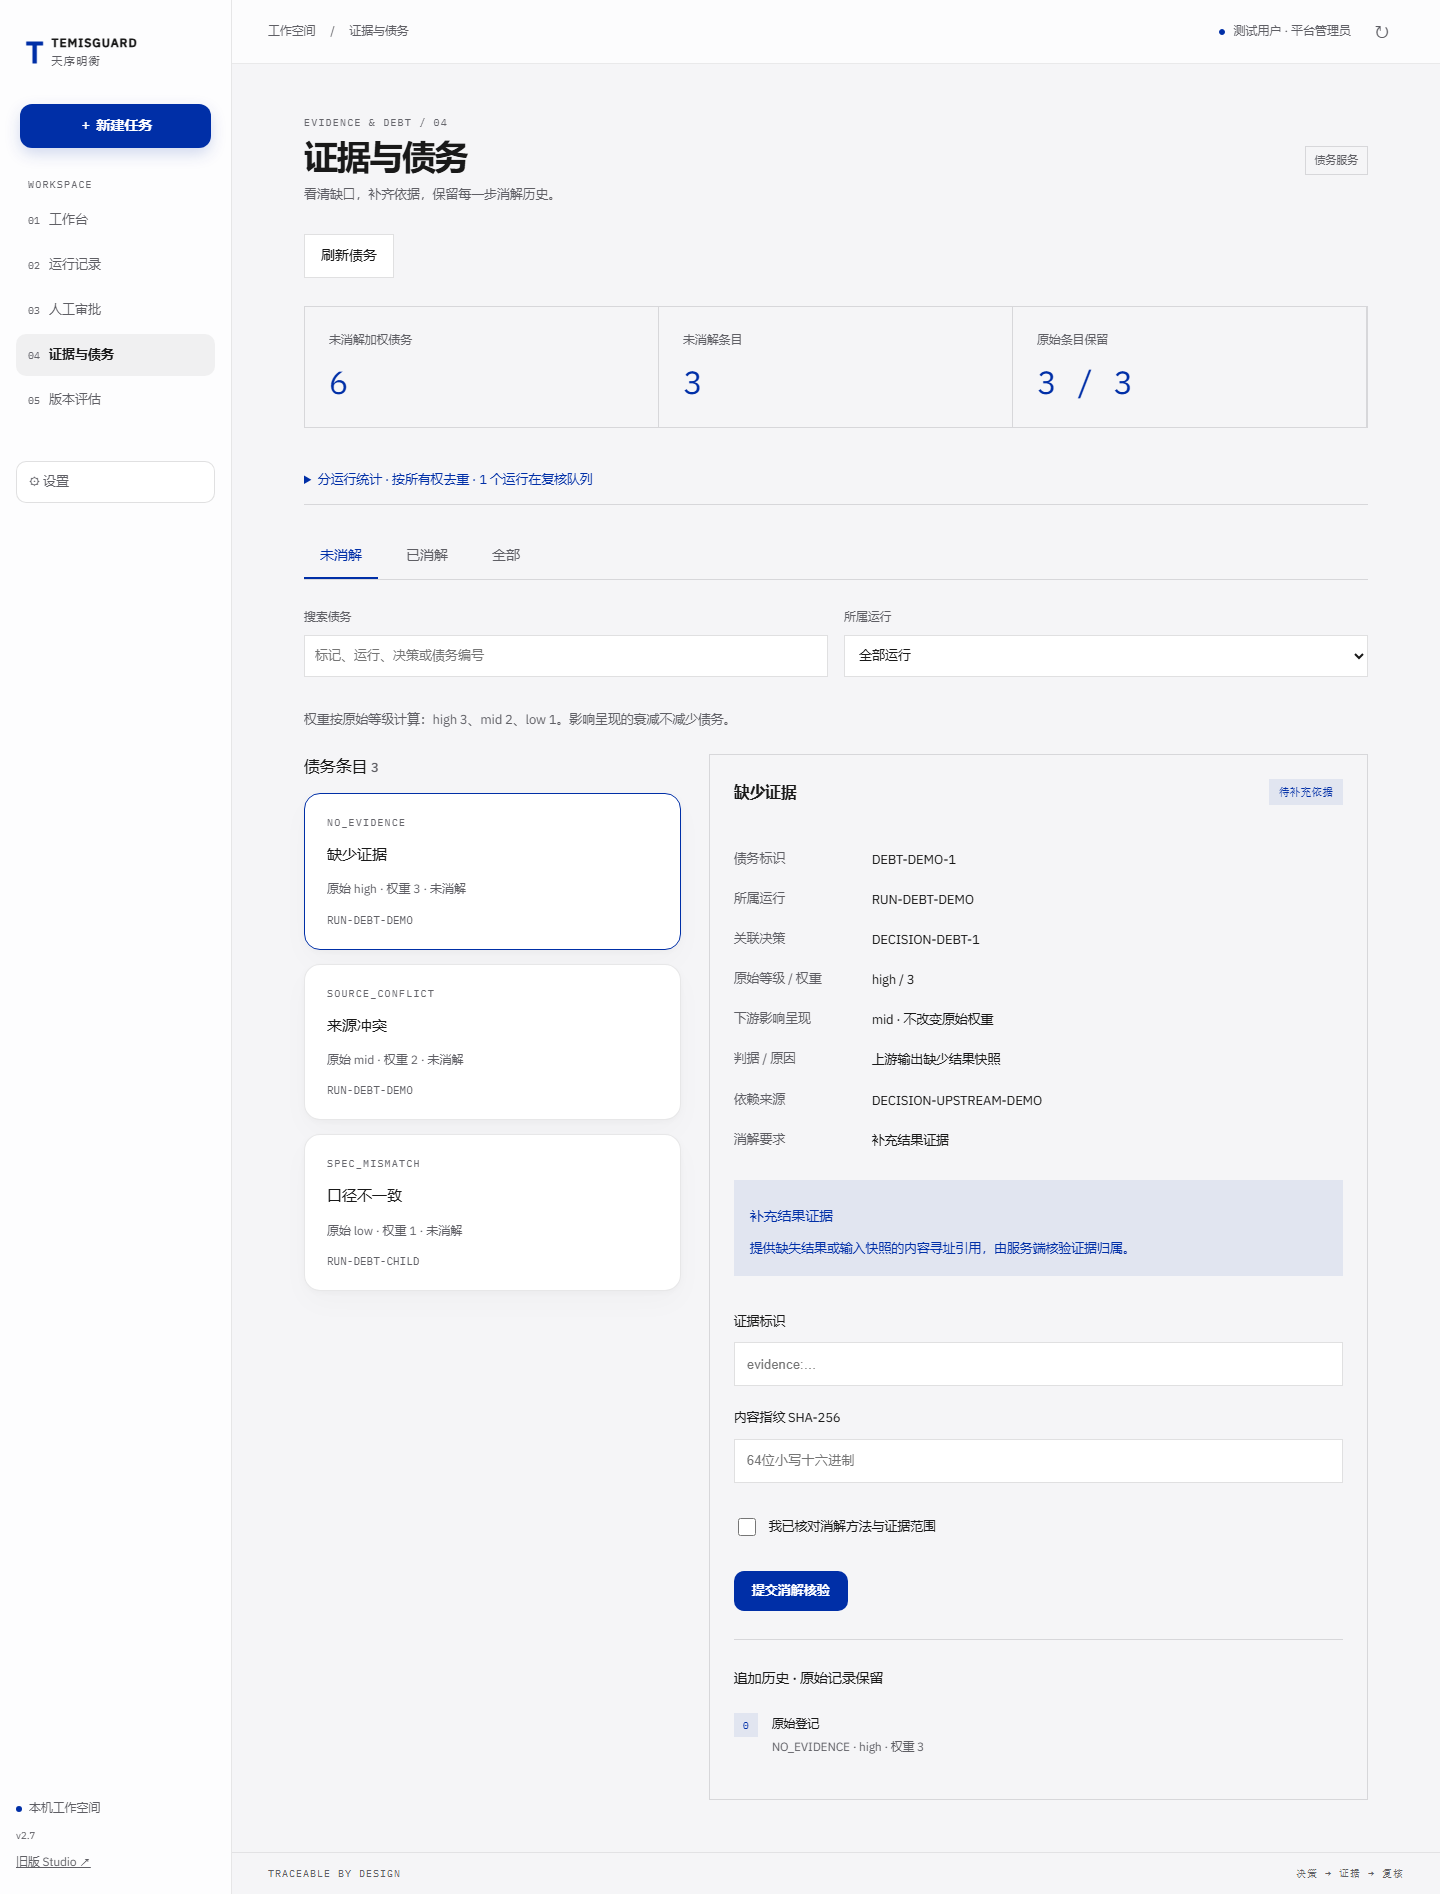 TEMISGUARD
天序明衡
+ 新建任务
WORKSPACE
01 工作台
02 运行记录
03 人工审批
04 证据与债务
05 版本评估
⚙ 设置
本机工作空间
v2.7
旧版 Studio ↗
工作空间 / 证据与债务
测试用户 · 平台管理员 ↻
EVIDENCE & DEBT / 04
证据与债务
看清缺口，补齐依据，保留每一步消解历史。
债务服务
刷新债务
未消解加权债务
6
未消解条目
3
原始条目保留
3 / 3
▶ 分运行统计 · 按所有权去重 · 1 个运行在复核队列
未消解 已消解 全部
搜索债务
标记、运行、决策或债务编号
所属运行
全部运行
权重按原始等级计算：high 3、mid 2、low 1。影响呈现的衰减不减少债务。
债务条目 3
NO_EVIDENCE
缺少证据
原始 high · 权重 3 · 未消解
RUN-DEBT-DEMO
SOURCE_CONFLICT
来源冲突
原始 mid · 权重 2 · 未消解
RUN-DEBT-DEMO
SPEC_MISMATCH
口径不一致
原始 low · 权重 1 · 未消解
RUN-DEBT-CHILD
缺少证据
待补充依据
债务标识 DEBT-DEMO-1
所属运行 RUN-DEBT-DEMO
关联决策 DECISION-DEBT-1
原始等级 / 权重 high / 3
下游影响呈现 mid · 不改变原始权重
判据 / 原因 上游输出缺少结果快照
依赖来源 DECISION-UPSTREAM-DEMO
消解要求 补充结果证据
补充结果证据
提供缺失结果或输入快照的内容寻址引用，由服务端核验证据归属。
证据标识
evidence:...
内容指纹 SHA-256
64位小写十六进制
我已核对消解方法与证据范围
提交消解核验
追加历史 · 原始记录保留
0 原始登记
NO_EVIDENCE · high · 权重 3
TRACEABLE BY DESIGN
决策 → 证据 → 复核